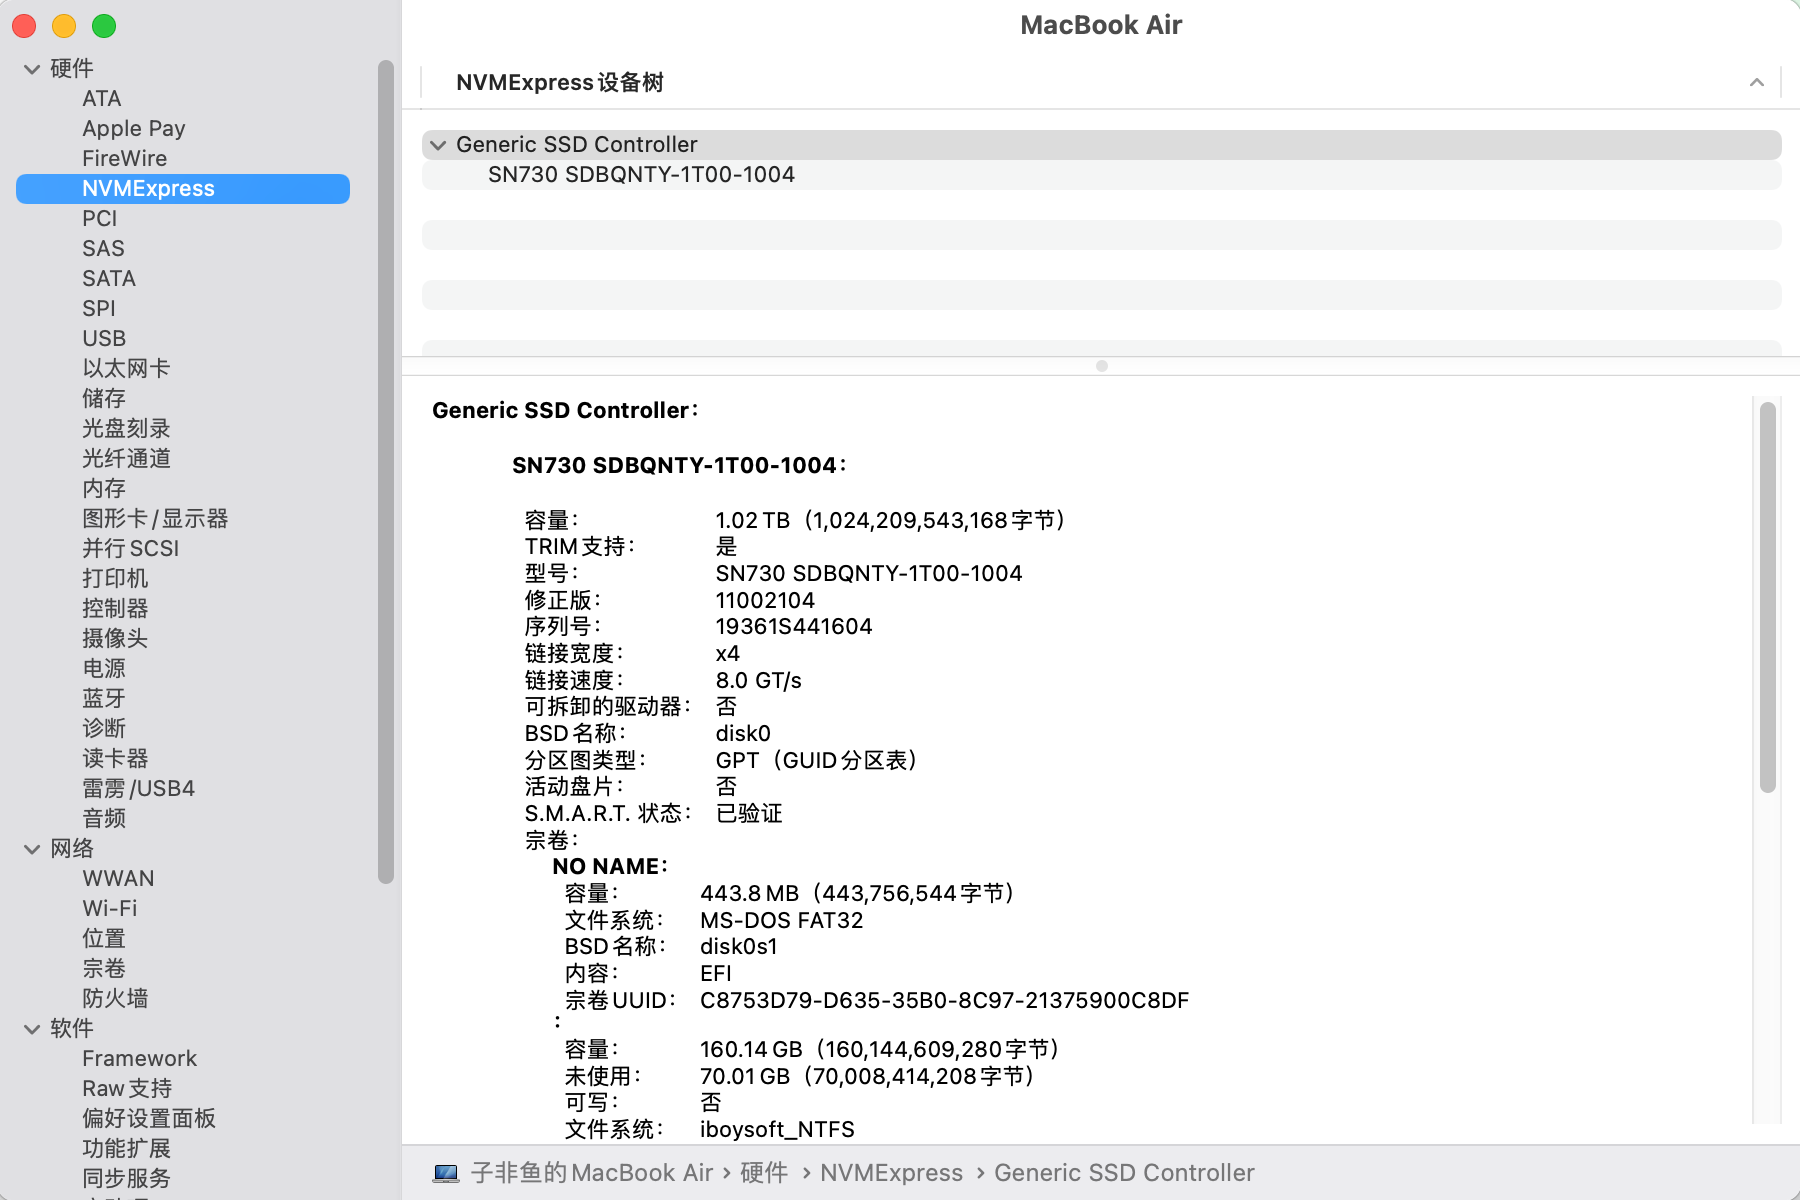 MacBook Air
硬件
ATA
Apple Pay
FireWire
NVMExpress
PCI
SAS
SATA
SPI
USB
以太网卡
储存
光盘刻录
光纤通道
内存
图形卡/显示器
并行SCSI
打印机
控制器
摄像头
电源
蓝牙
诊断
读卡器
雷雳/USB4
音频
网络
WWAN
Wi-Fi
位置
宗卷
防火墙
软件
Framework
Raw支持
偏好设置面板
功能扩展
同步服务
NVMExpress设备树
Generic SSD Controller
SN730 SDBQNTY-1T00-1004
Generic SSD Controller：
SN730 SDBQNTY-1T00-1004：
容量： 1.02 TB（1,024,209,543,168字节）
TRIM支持： 是
型号： SN730 SDBQNTY-1T00-1004
修正版： 11002104
序列号： 19361S441604
链接宽度： x4
链接速度： 8.0 GT/s
可拆卸的驱动器： 否
BSD名称： disk0
分区图类型： GPT（GUID分区表）
活动盘片： 否
S.M.A.R.T. 状态： 已验证
宗卷：
NO NAME：
容量： 443.8 MB（443,756,544字节）
文件系统： MS-DOS FAT32
BSD名称： disk0s1
内容： EFI
宗卷UUID： C8753D79-D635-35B0-8C97-21375900C8DF
：
容量： 160.14 GB（160,144,609,280字节）
未使用： 70.01 GB（70,008,414,208字节）
可写： 否
文件系统： iboysoft_NTFS
子非鱼的MacBook Air › 硬件 › NVMExpress › Generic SSD Controller